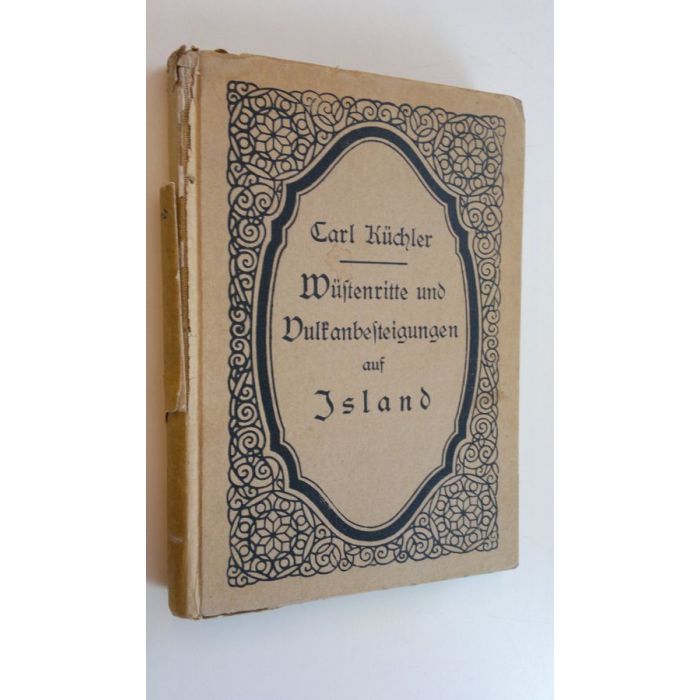 Carl Küchler
Wüſtenritte und
Vulkanbeſteigungen
auf
Island